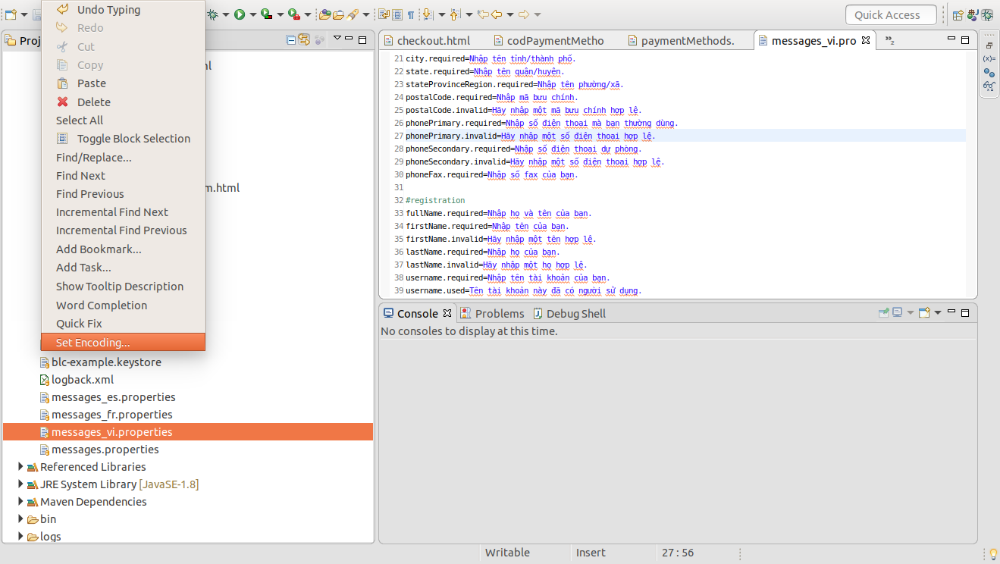 Undo Typing
Redo
Cut
Copy
Paste
Delete
Select All
Toggle Block Selection
Find/Replace...
Find Next
Find Previous
Incremental Find Next
Incremental Find Previous
Add Bookmark...
Add Task...
Show Tooltip Description
Word Completion
Quick Fix
Set Encoding...
Quick Access
Proj
ml
m.html
blc-example.keystore
logback.xml
messages_es.properties
messages_fr.properties
messages_vi.properties
messages.properties
Referenced Libraries
JRE System Library [JavaSE-1.8]
Maven Dependencies
bin
logs
checkout.html codPaymentMetho paymentMethods. messages_vi.pro »2
21 city.required=Nhập tên tỉnh/thành phố.
22 state.required=Nhập tên quận/huyện.
23 stateProvinceRegion.required=Nhập tên phường/xã.
24 postalCode.required=Nhập mã bưu chính.
25 postalCode.invalid=Hãy nhập một mã bưu chính hợp lệ.
26 phonePrimary.required=Nhập số điện thoại mà bạn thường dùng.
27 phonePrimary.invalid=Hãy nhập một số điện thoại hợp lệ.
28 phoneSecondary.required=Nhập số điện thoại dự phòng.
29 phoneSecondary.invalid=Hãy nhập một số điện thoại hợp lệ.
30 phoneFax.required=Nhập số fax của bạn.
31
32 #registration
33 fullName.required=Nhập họ và tên của bạn.
34 firstName.required=Nhập tên của bạn.
35 firstName.invalid=Hãy nhập một tên hợp lệ.
36 lastName.required=Nhập họ của bạn.
37 lastName.invalid=Hãy nhập một họ hợp lệ.
38 username.required=Nhập tên tài khoản của bạn.
39 username.used=Tên tài khoản này đã có người sử dụng.
(x)=
Console Problems Debug Shell
No consoles to display at this time.
Writable Insert 27 : 56